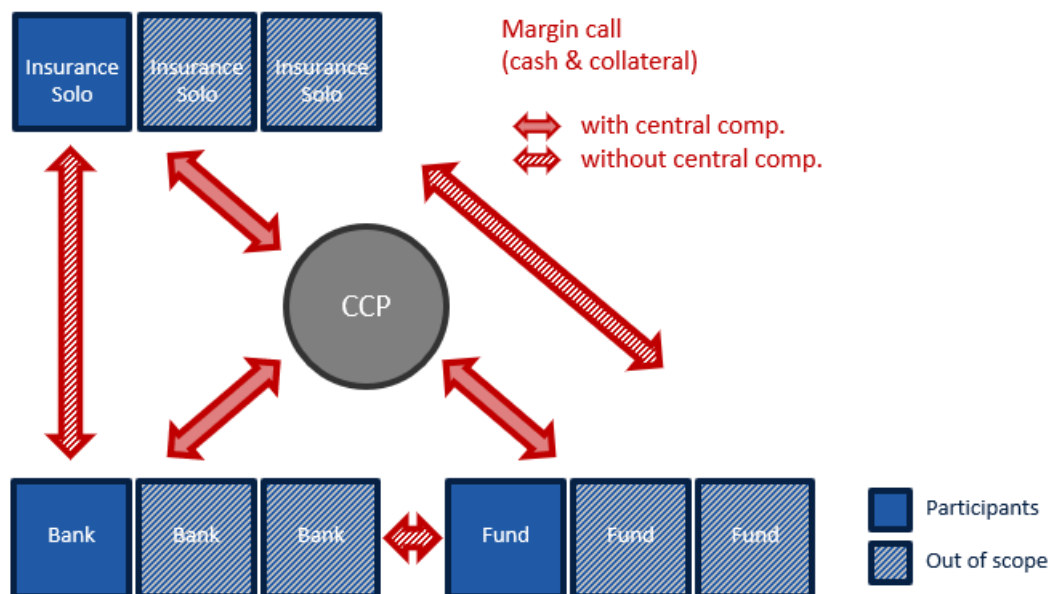 Insurance
Solo
Insurance
Solo
Insurance
Solo
Margin call
(cash & collateral)
with central comp.
without central comp.
CCP
Bank
Bank
Bank
Fund
Fund
Fund
Participants
Out of scope